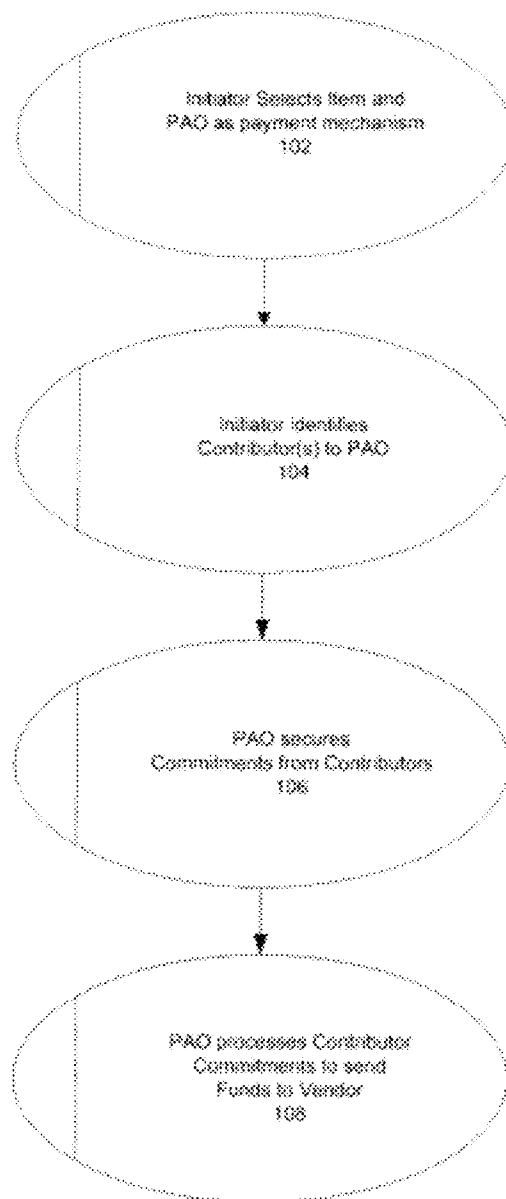 Initiator Selects Item and
PAO as payment mechanism
102
Initiator identifies
Contributor(s) to PAO
104
PAO secures
Commitments from Contributors
106
PAO processes Contributor
Commitments to send
Funds to Vendor
108